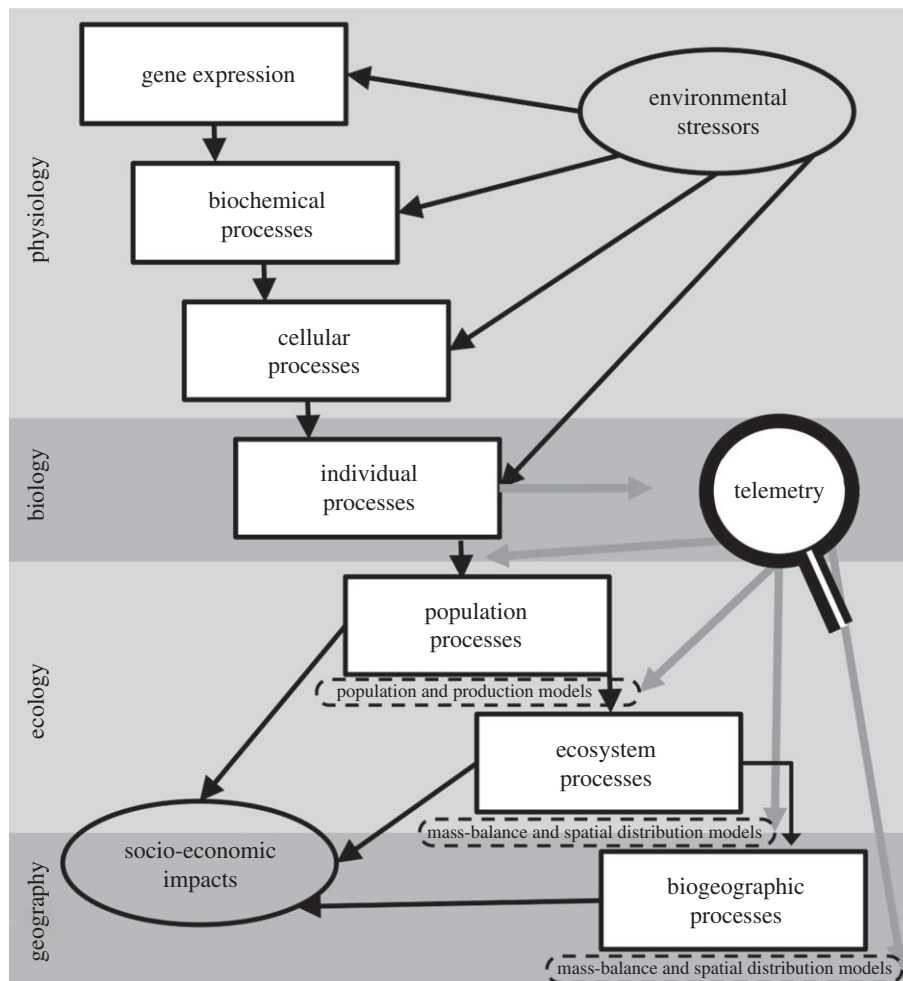 gene expression
environmental
stressors
physiology
biochemical
processes
cellular
processes
biology
individual
processes
telemetry
ecology
population
processes
population and production models
ecosystem
processes
mass-balance and spatial distribution models
geography
socio-economic
impacts
biogeographic
processes
mass-balance and spatial distribution models